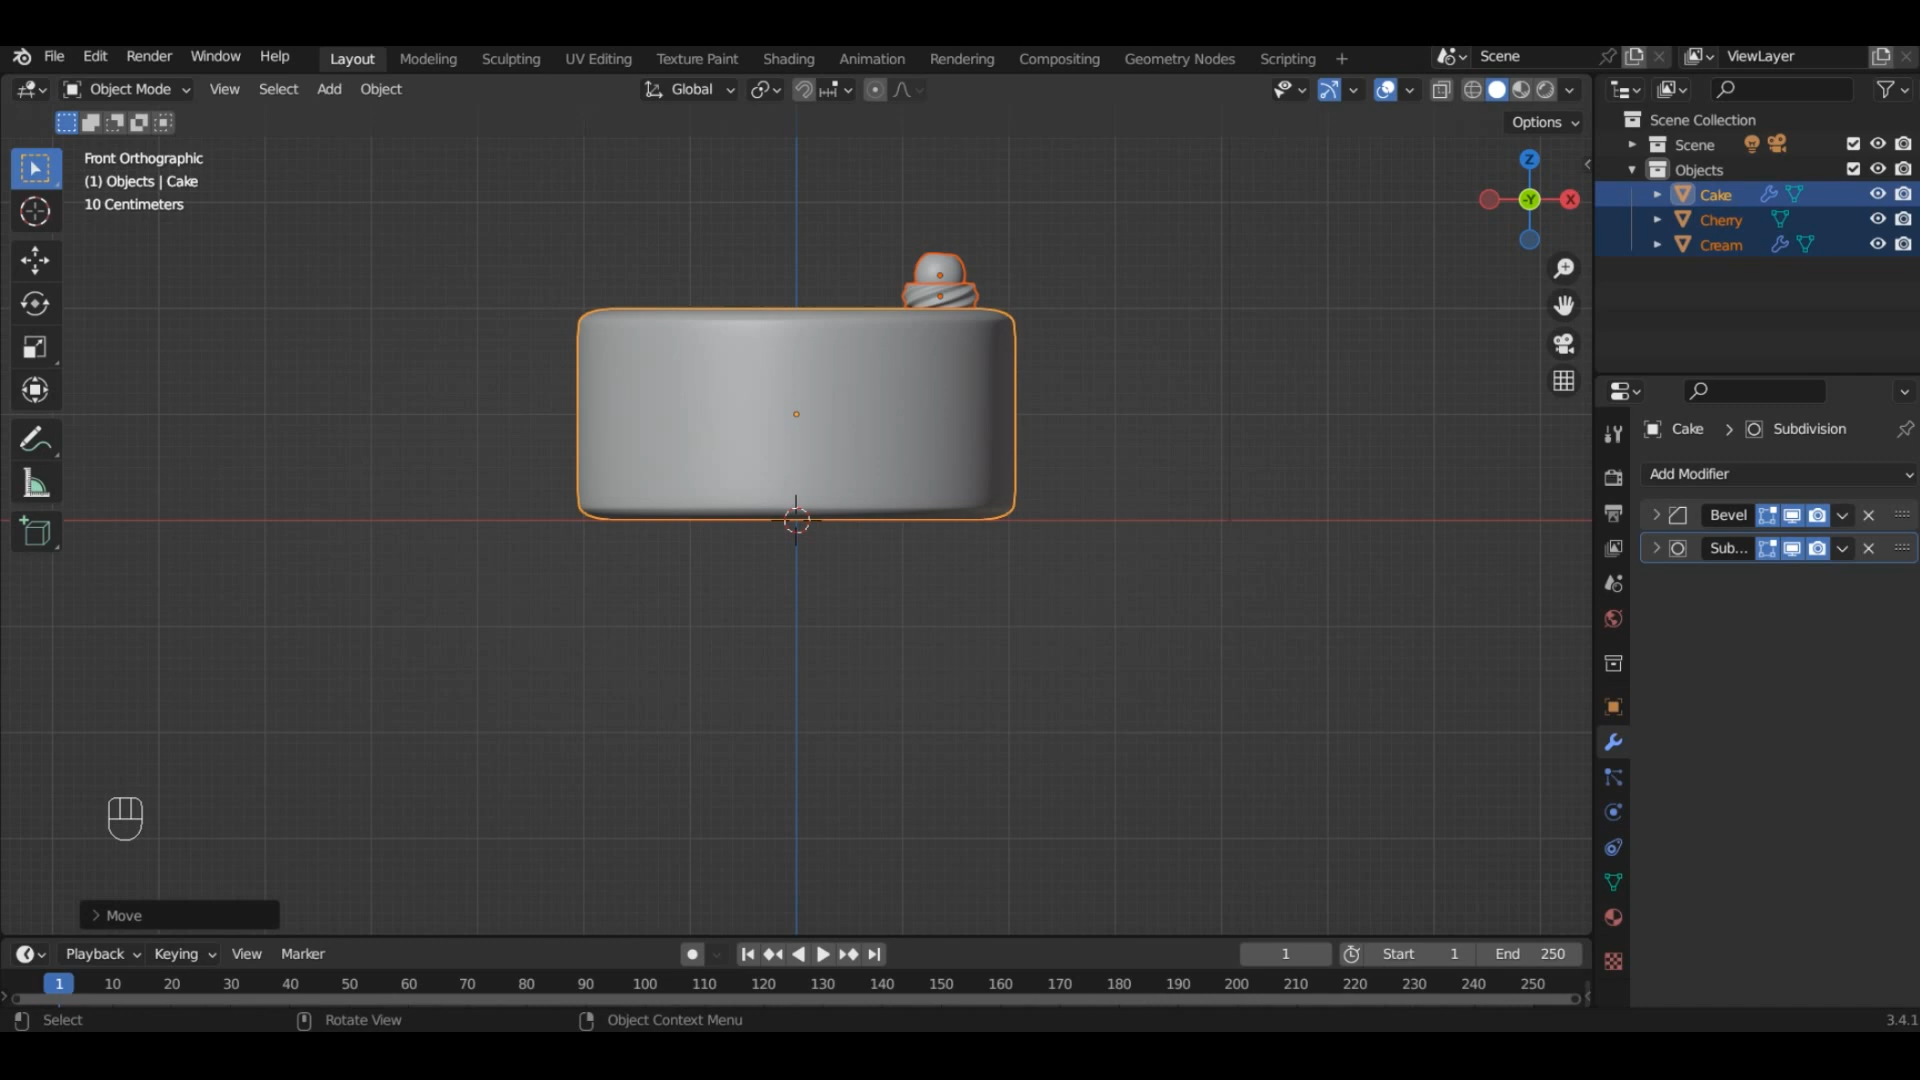 File Edit Render Window Help Layout Modeling Sculpting UV Editing Texture Paint Shading Animation Rendering Compositing Geometry Nodes Scripting + Scene ViewLayer
Object Mode View Select Add Object Global
Options
Front Orthographic
(1) Objects | Cake
10 Centimeters
Z
-Y
X
Scene Collection
Scene
Objects
Cake
Cherry
Cream
Cake > Subdivision
Add Modifier
Bevel
Sub...
> Move
Playback Keying View Marker 1 Start 1 End 250
1 10 20 30 40 50 60 70 80 90 100 110 120 130 140 150 160 170 180 190 200 210 220 230 240 250
Select Rotate View Object Context Menu 3.4.1